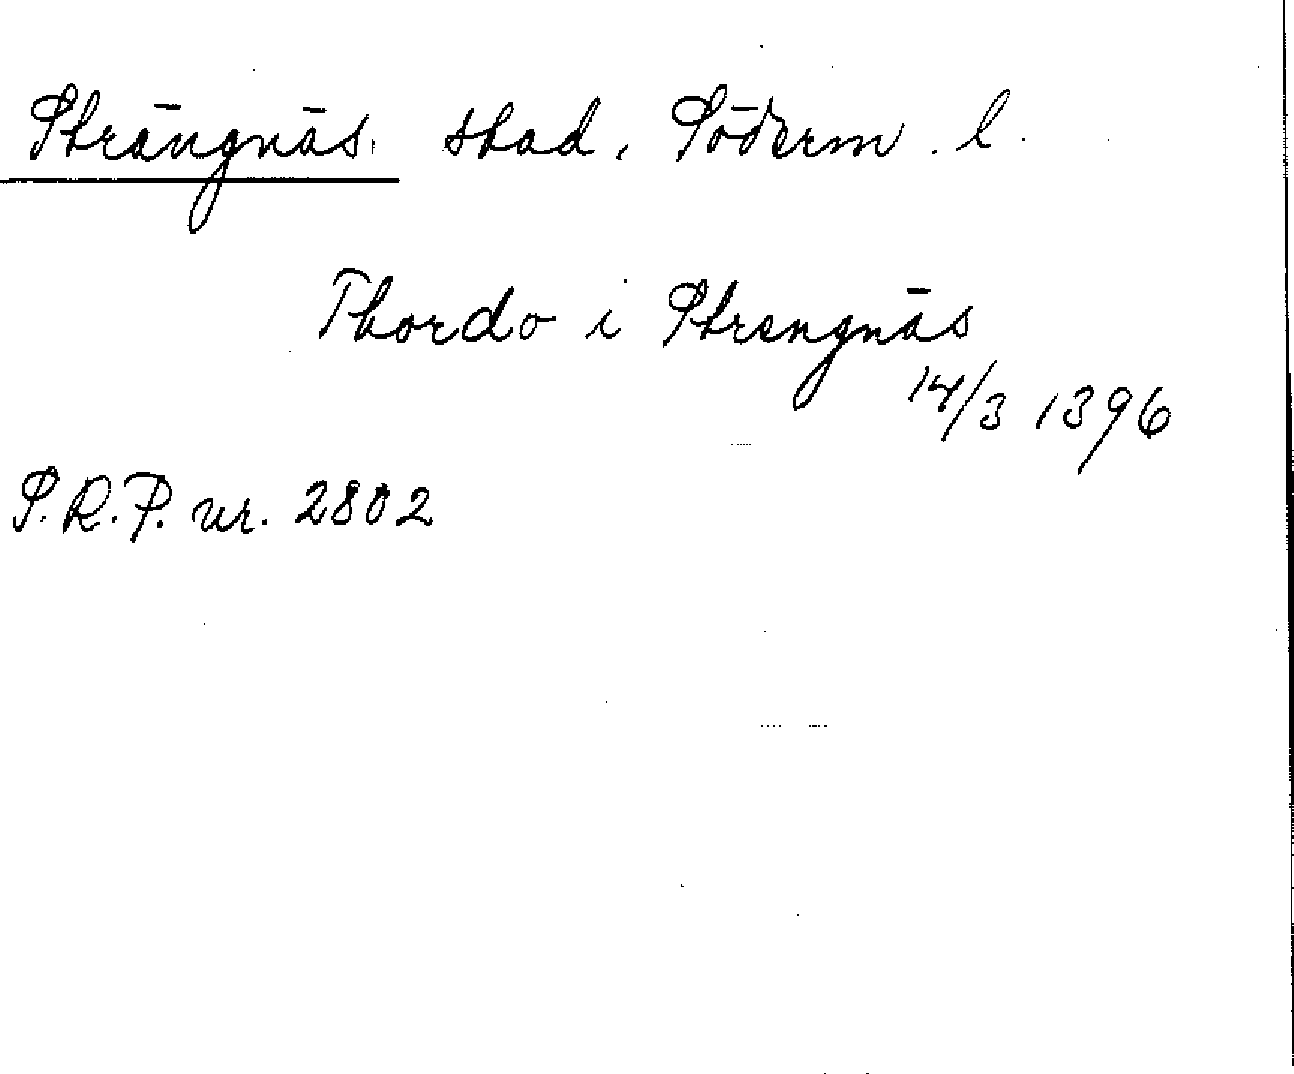 Strängnäs, stad, Söderm. l.
Thordo i Strengnäs
14/3 1396
S.R.P. nr. 2802